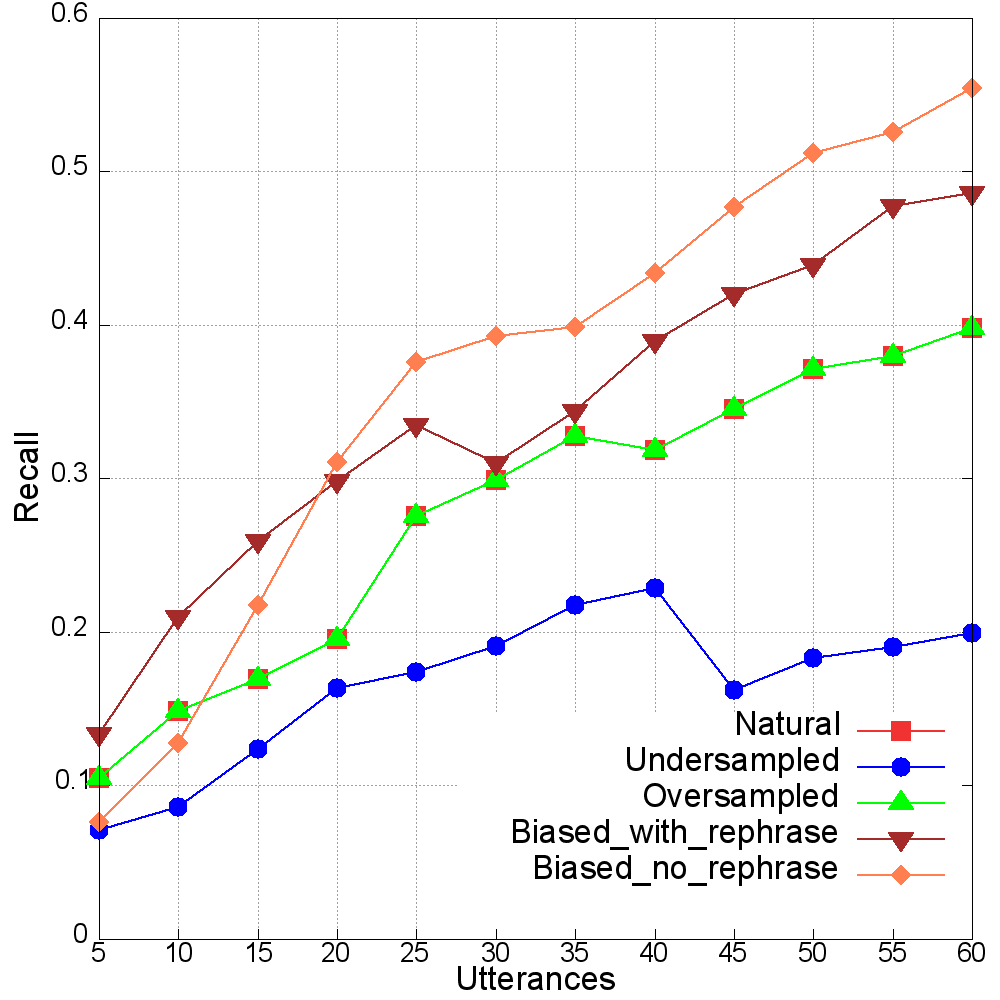 0.6
0.5
0.4
0.3
0.2
0.1
0
Recall
Natural
Undersampled
Oversampled
Biased_with_rephrase
Biased_no_rephrase
5 10 15 20 25 30 35 40 45 50 55 60
Utterances